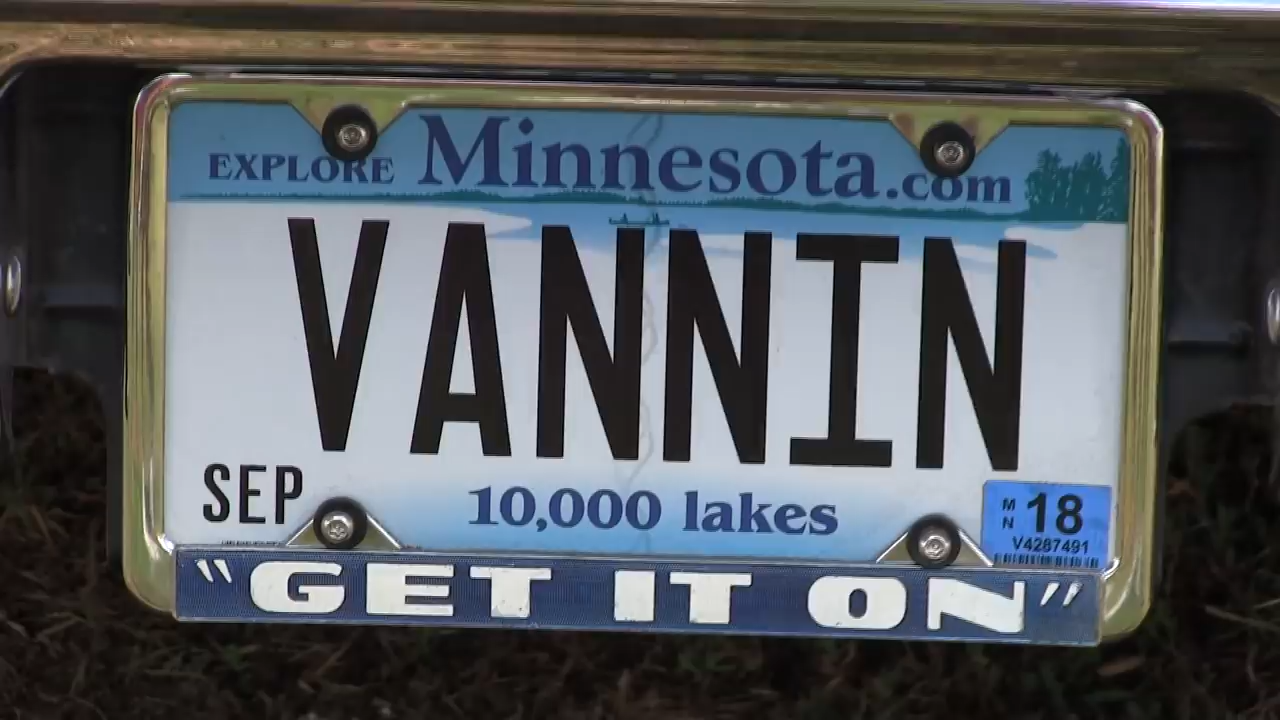 EXPLORE Minnesota.com
VANNIN
SEP
10,000 lakes
MN 18
V4287491
"GET IT ON"